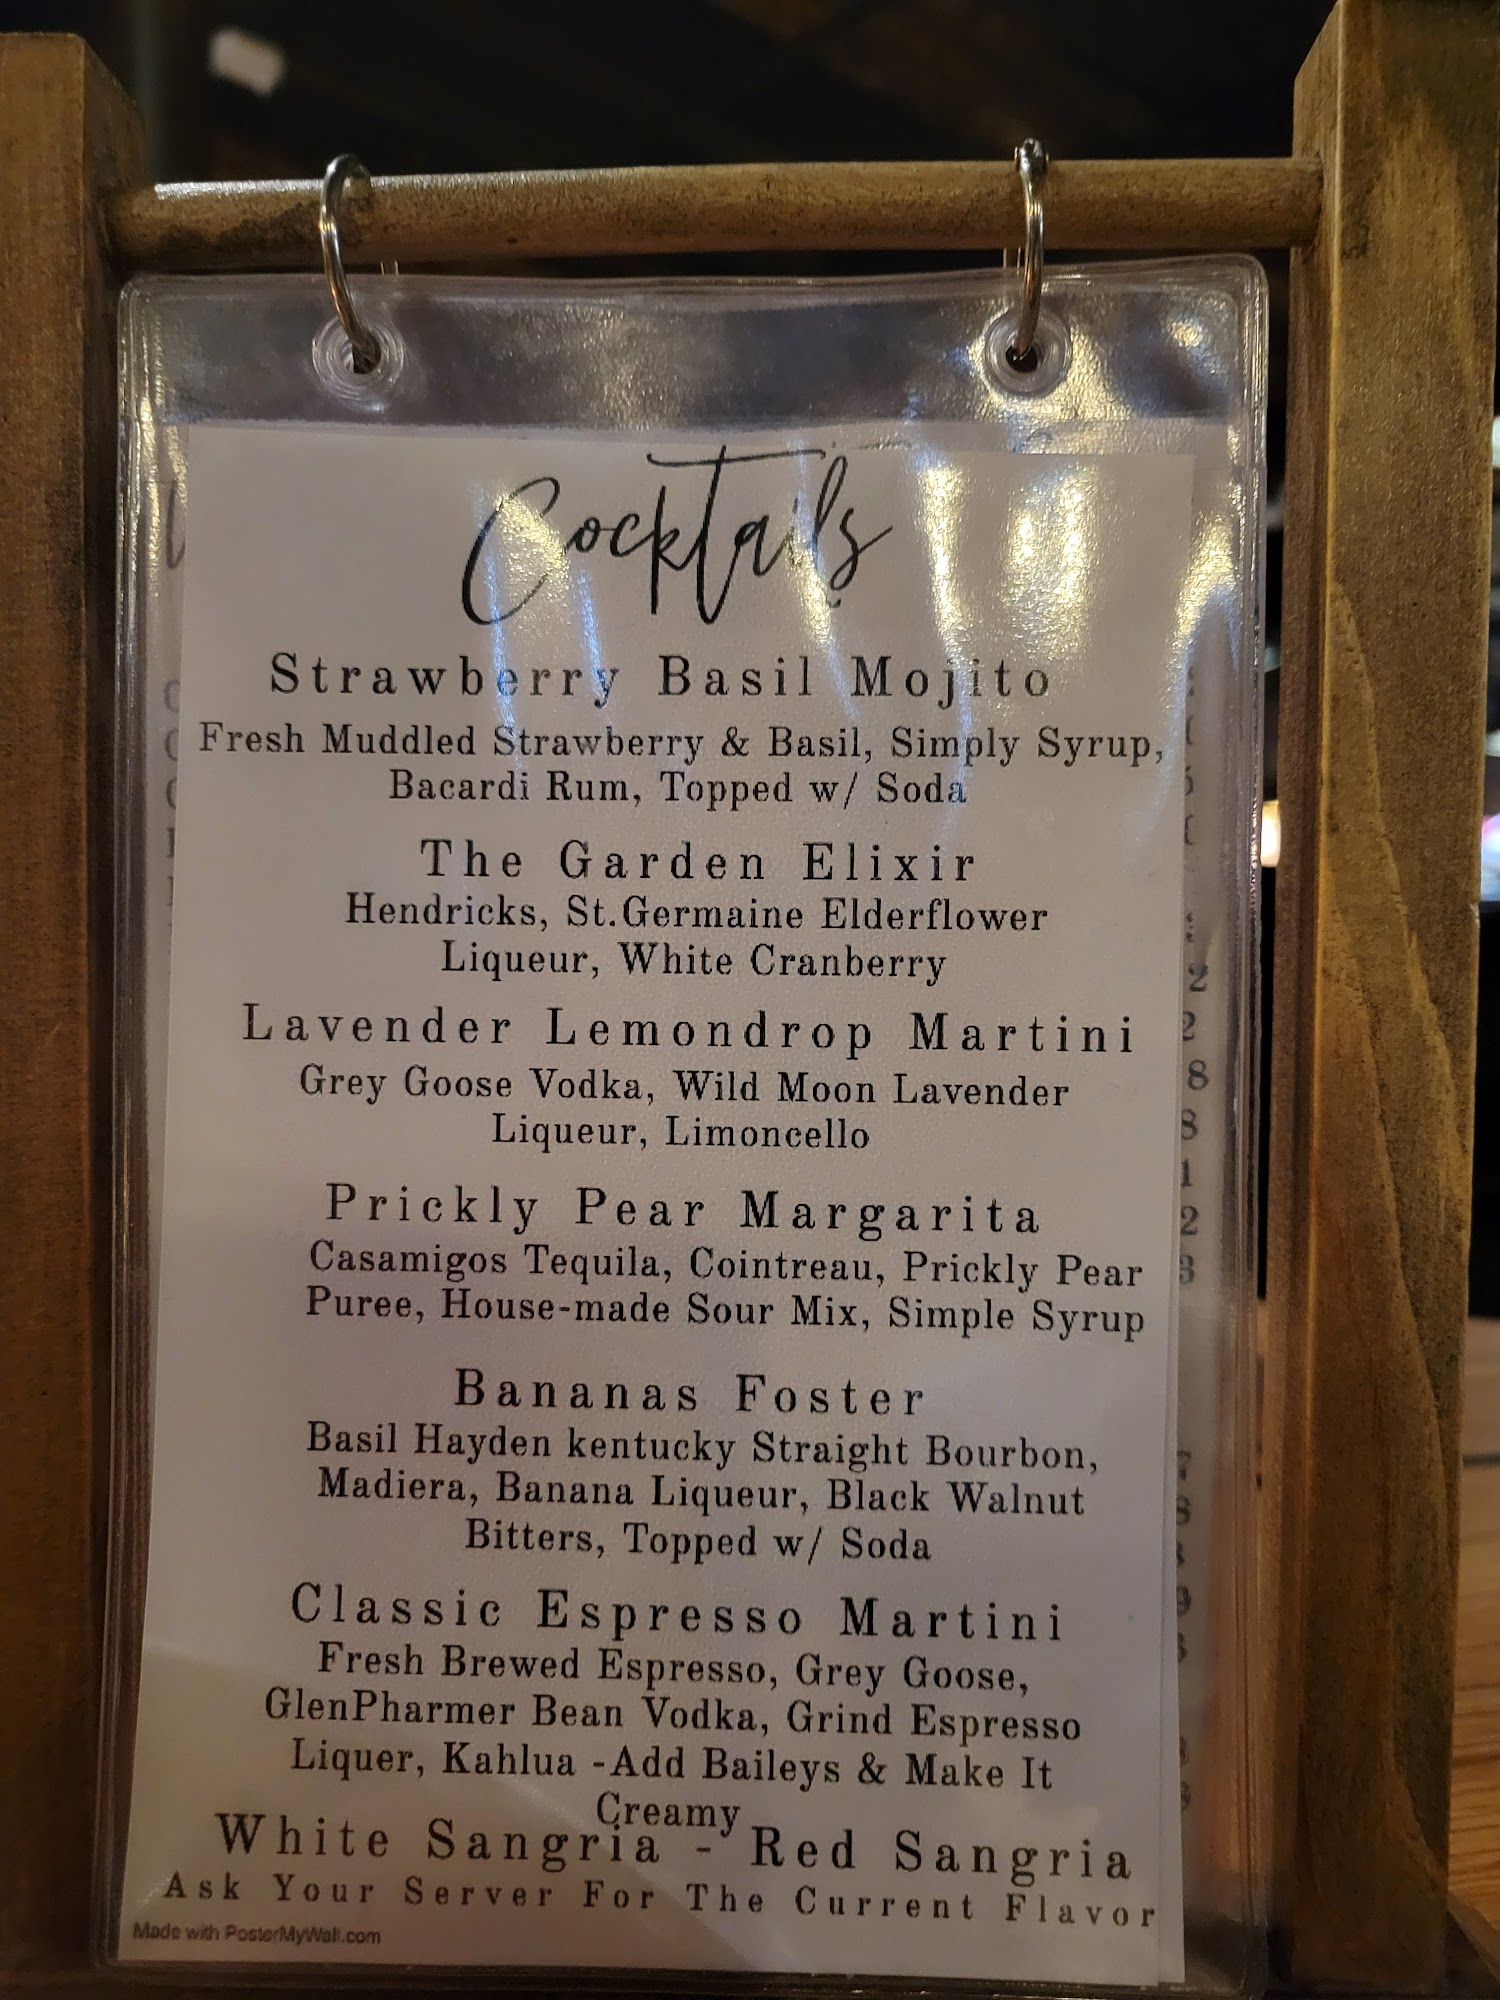 Cocktails
Strawberry Basil Mojito
Fresh Muddled Strawberry & Basil, Simply Syrup,
Bacardi Rum, Topped w/ Soda
The Garden Elixir
Hendricks, St.Germaine Elderflower
Liqueur, White Cranberry
Lavender Lemondrop Martini
Grey Goose Vodka, Wild Moon Lavender
Liqueur, Limoncello
Prickly Pear Margarita
Casamigos Tequila, Cointreau, Prickly Pear
Puree, House-made Sour Mix, Simple Syrup
Bananas Foster
Basil Hayden kentucky Straight Bourbon,
Madiera, Banana Liqueur, Black Walnut
Bitters, Topped w/ Soda
Classic Espresso Martini
Fresh Brewed Espresso, Grey Goose,
GlenPharmer Bean Vodka, Grind Espresso
Liquer, Kahlua -Add Baileys & Make It
Creamy
White Sangria - Red Sangria
Ask Your Server For The Current Flavor
Made with PosterMyWall.com